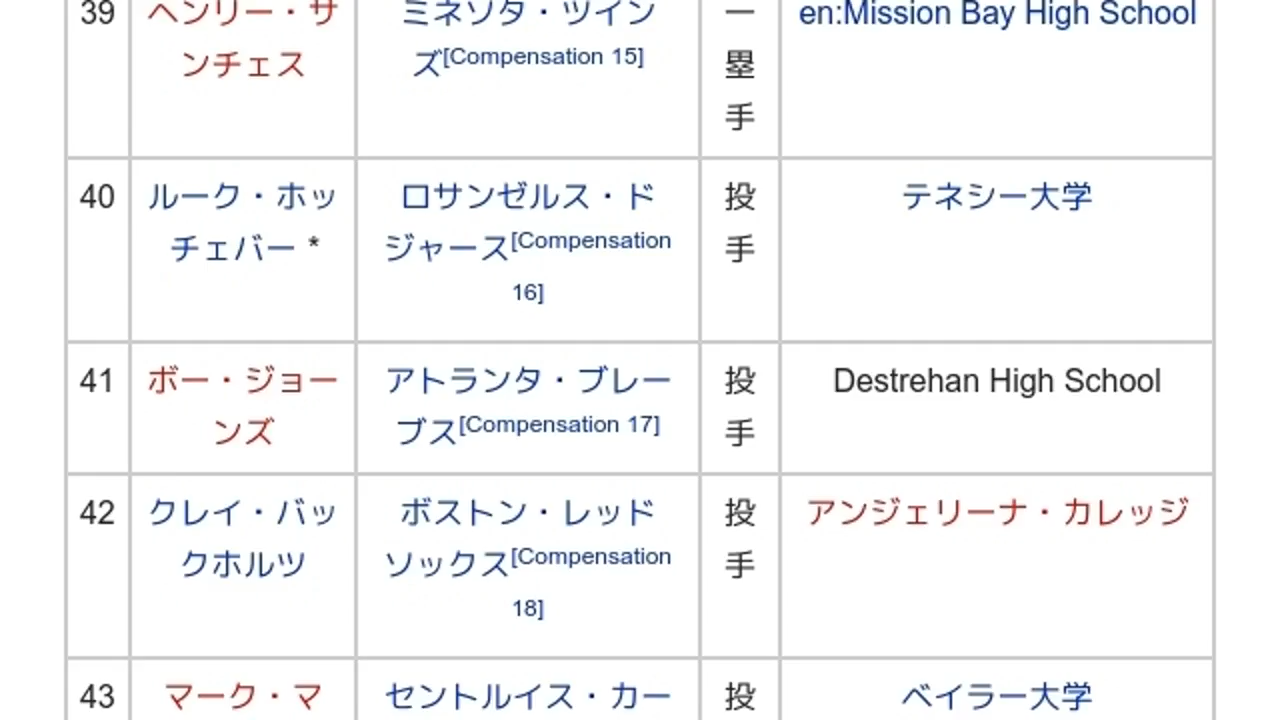 39
ヘンリー・サ
ンチェス
ミネソタ・ツイン
ズ[Compensation 15]
一
塁
手
en:Mission Bay High School
40
ルーク・ホッ
チェバー *
ロサンゼルス・ド
ジャース[Compensation
16]
投
手
テネシー大学
41
ボー・ジョー
ンズ
アトランタ・ブレー
ブス[Compensation 17]
投
手
Destrehan High School
42
クレイ・バッ
クホルツ
ボストン・レッド
ソックス[Compensation
18]
投
手
アンジェリーナ・カレッジ
43
マーク・マ
セントルイス・カー
投
ベイラー大学